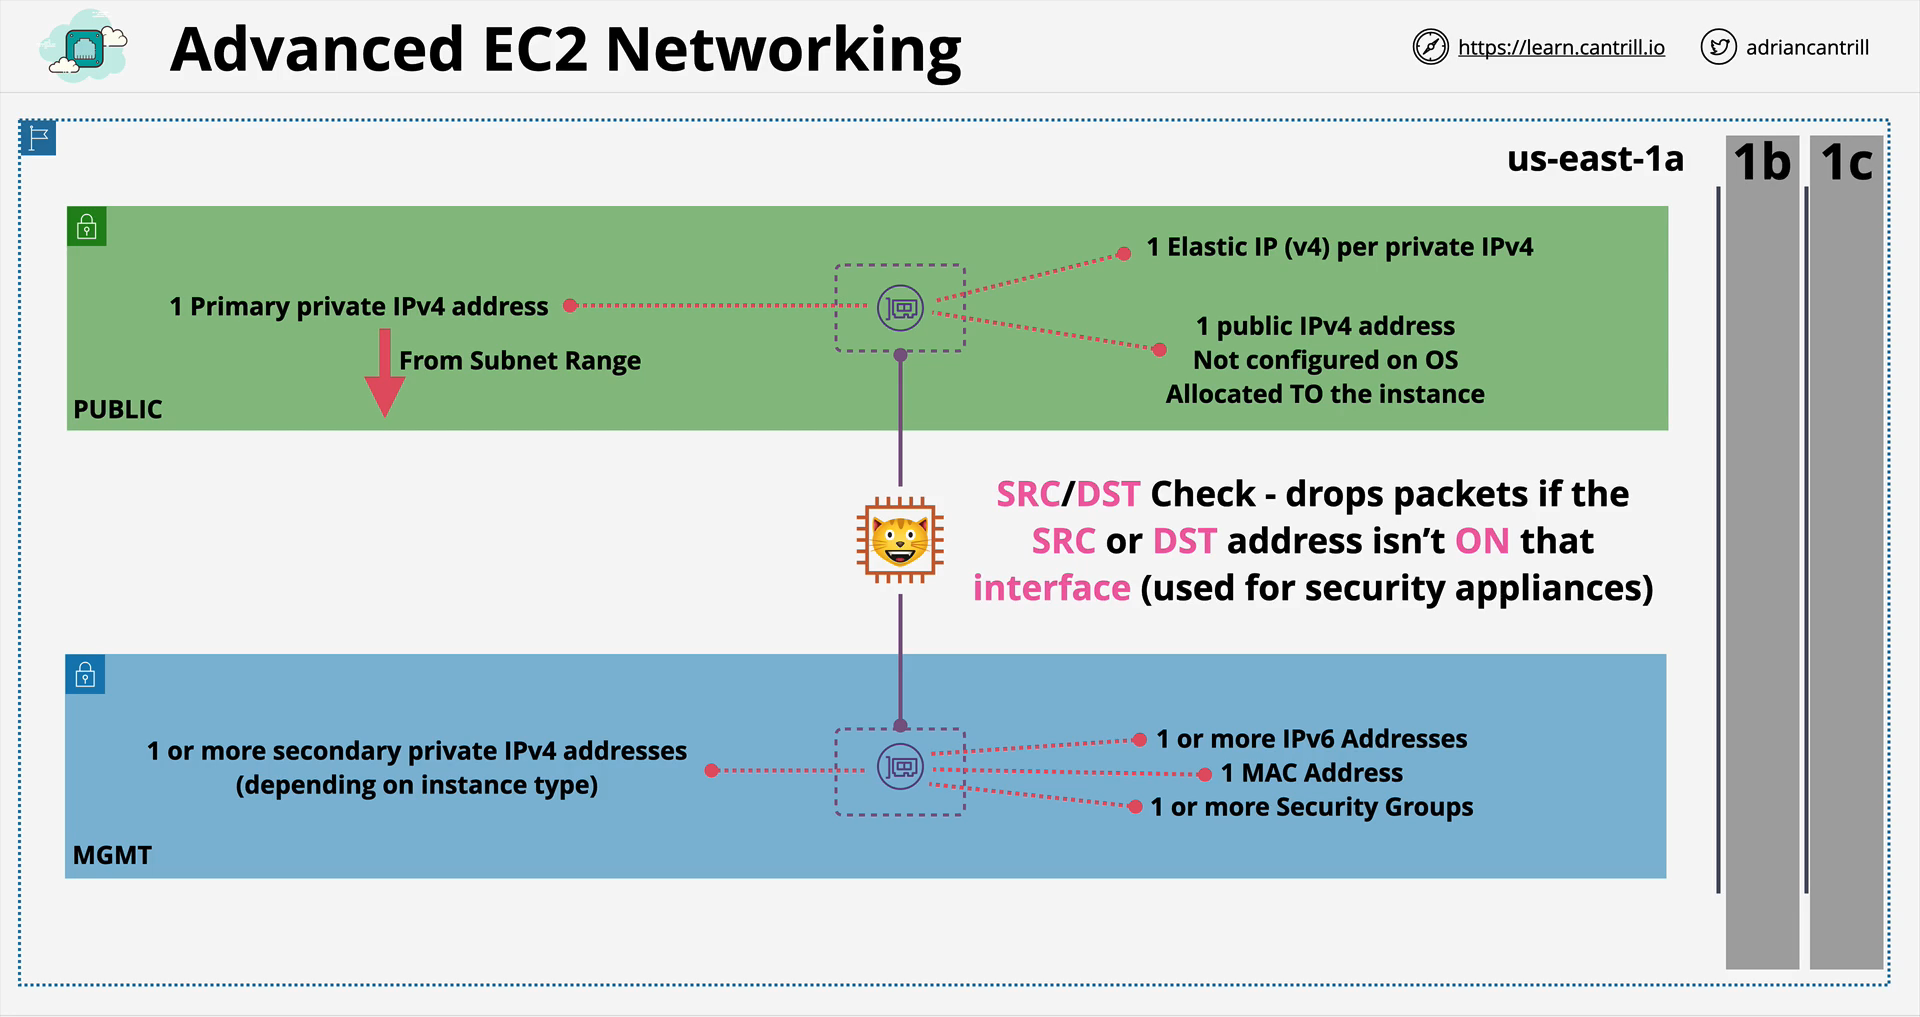 Advanced EC2 Networking
https://learn.cantrill.io
adriancantrill
us-east-1a
1b
1c
1 Primary private IPv4 address
From Subnet Range
PUBLIC
1 Elastic IP (v4) per private IPv4
1 public IPv4 address
Not configured on OS
Allocated TO the instance
SRC/DST Check - drops packets if the
SRC or DST address isn’t ON that
interface (used for security appliances)
1 or more secondary private IPv4 addresses
(depending on instance type)
MGMT
1 or more IPv6 Addresses
1 MAC Address
1 or more Security Groups